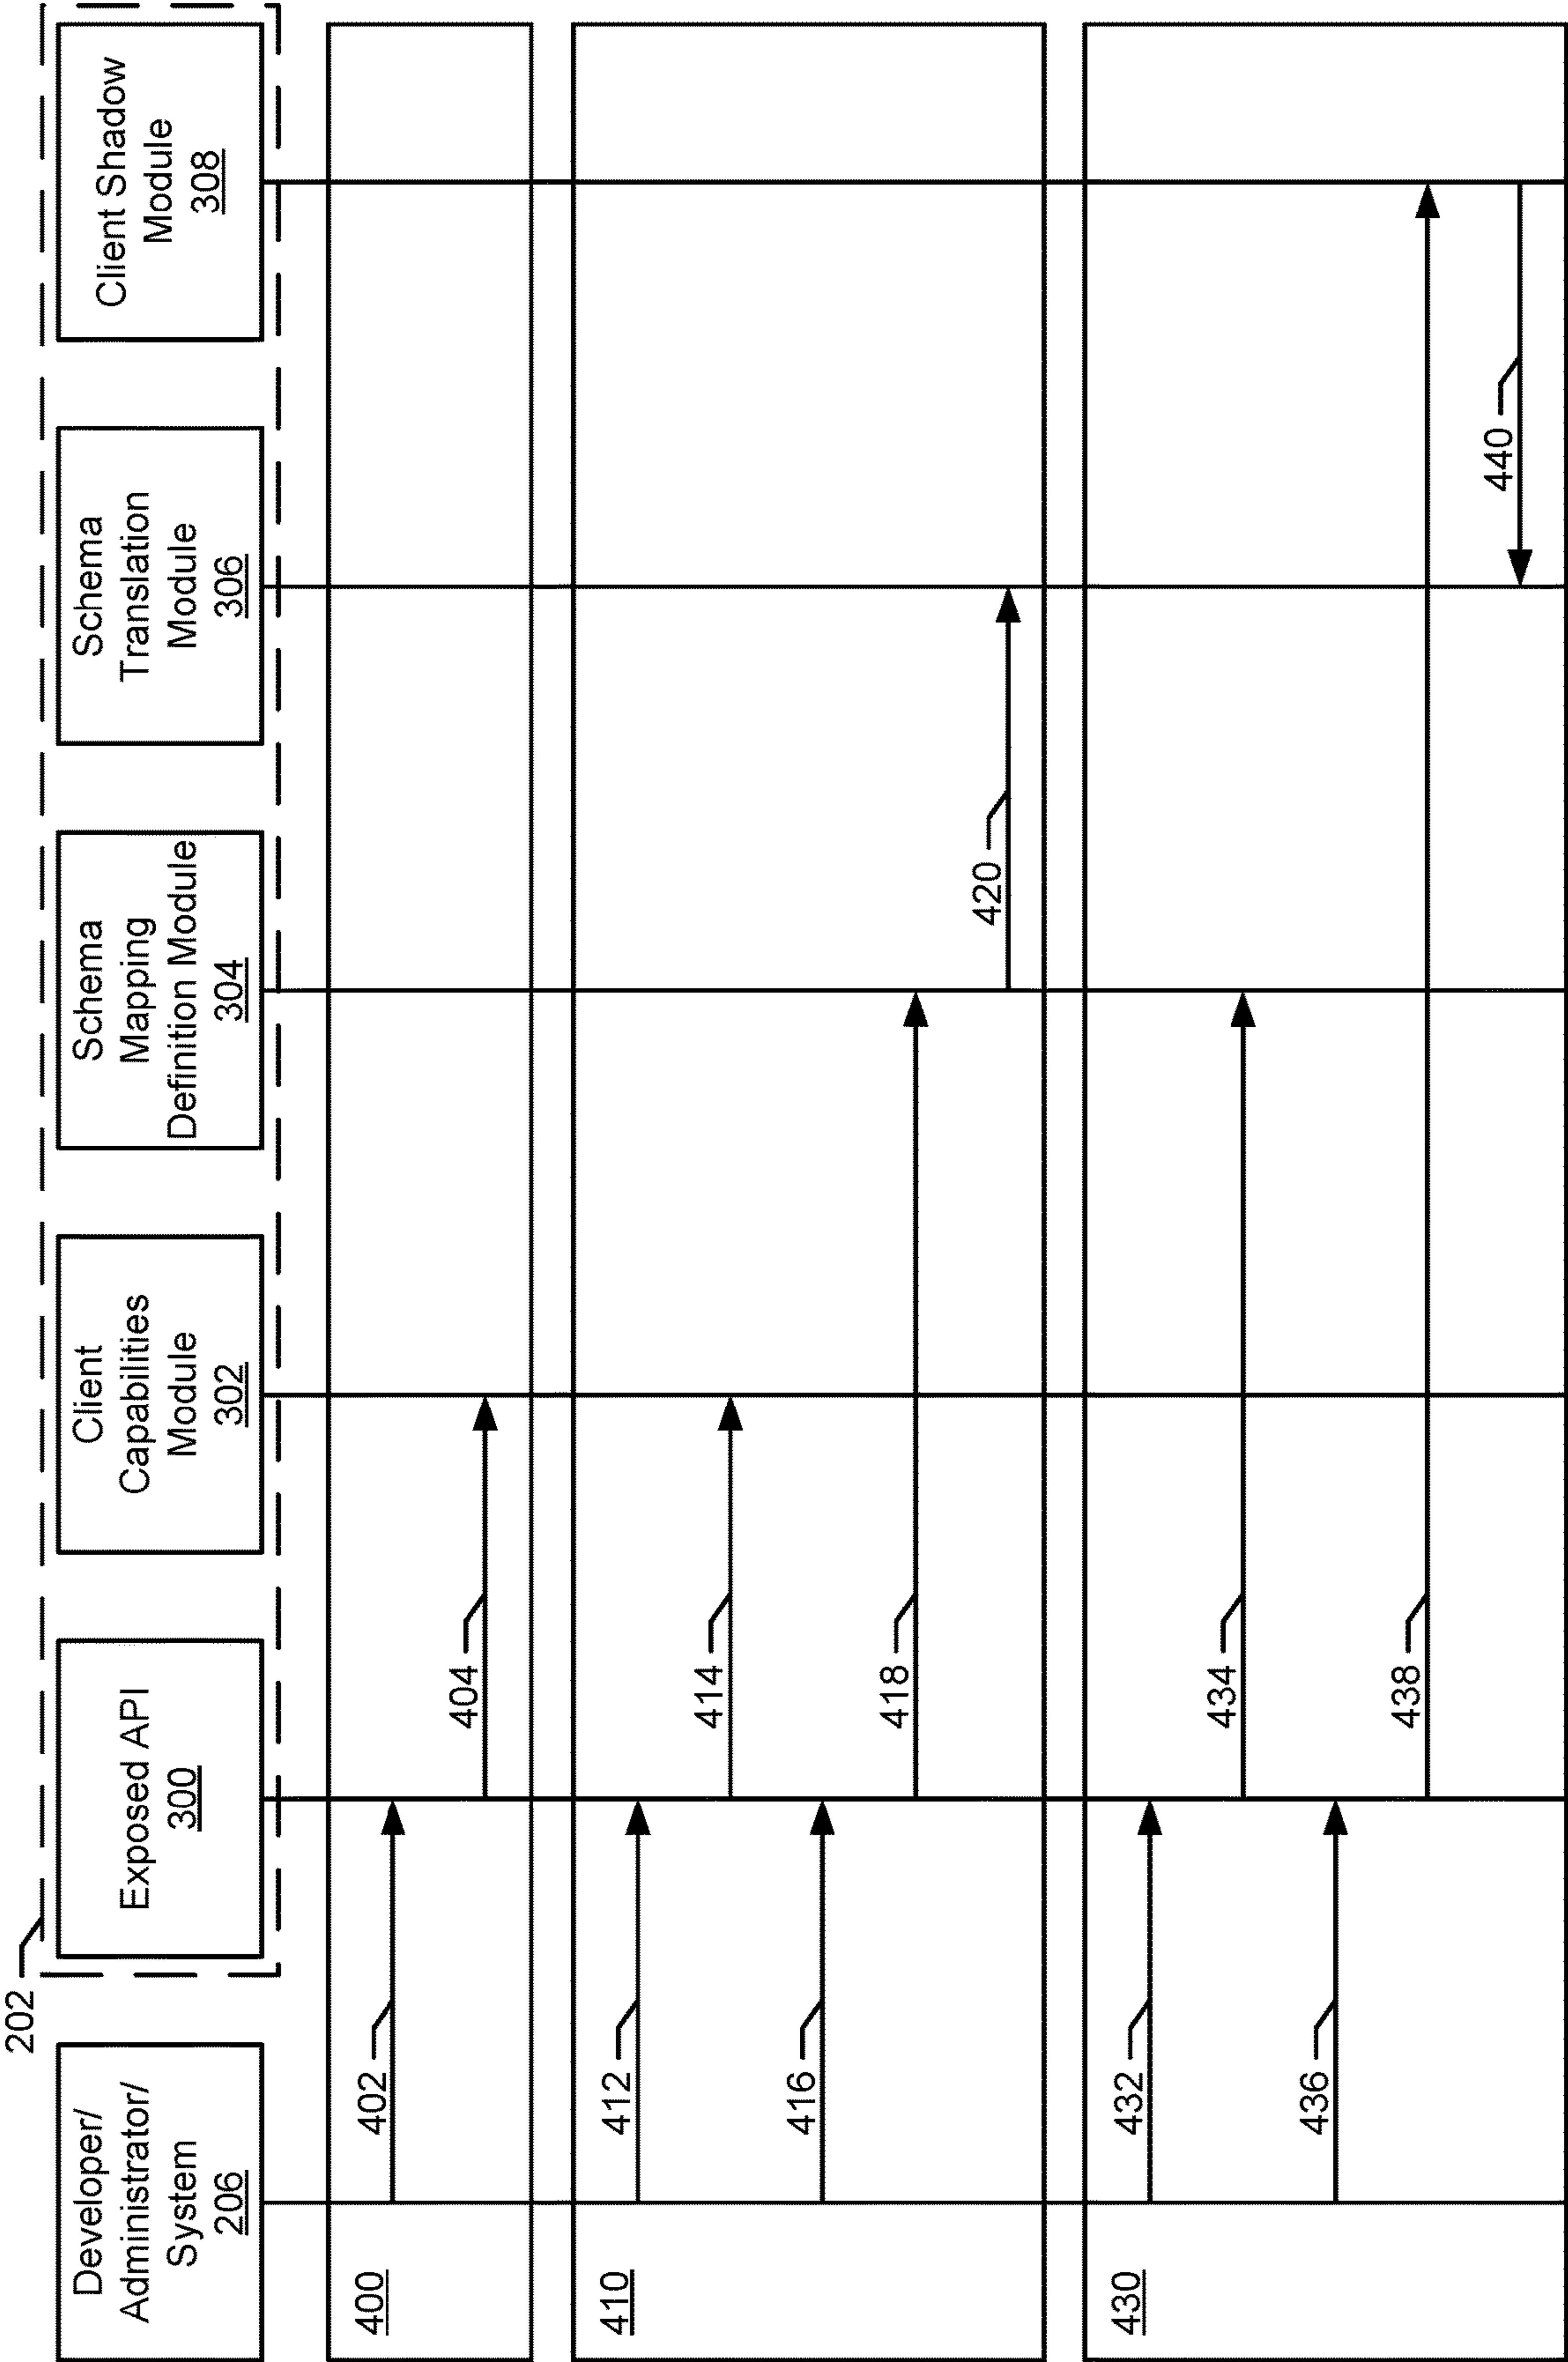 202
Developer/
Administrator/
System
206
Exposed API
300
Client
Capabilities
Module
302
Schema
Mapping
Definition Module
304
Schema
Translation
Module
306
Client Shadow
Module
308
400
402
404
410
412
414
416
418
420
430
432
434
436
438
440